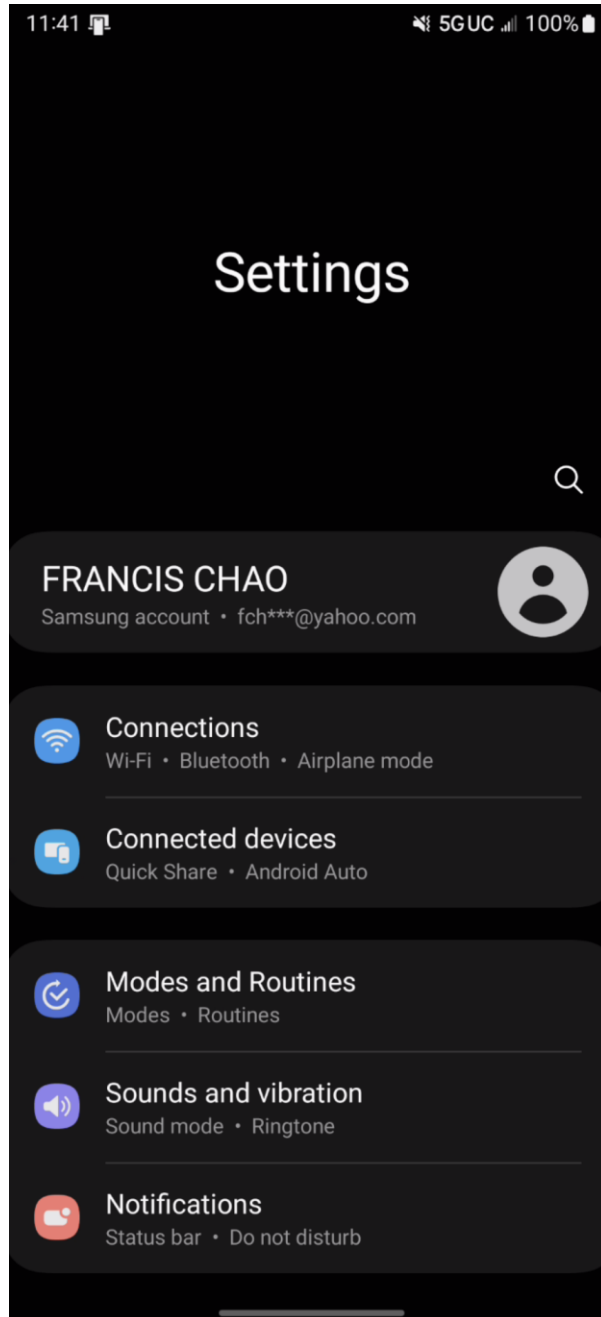 11:41 5G UC 100%
Settings
FRANCIS CHAO
Samsung account • fch***@yahoo.com
Connections
Wi-Fi • Bluetooth • Airplane mode
Connected devices
Quick Share • Android Auto
Modes and Routines
Modes • Routines
Sounds and vibration
Sound mode • Ringtone
Notifications
Status bar • Do not disturb